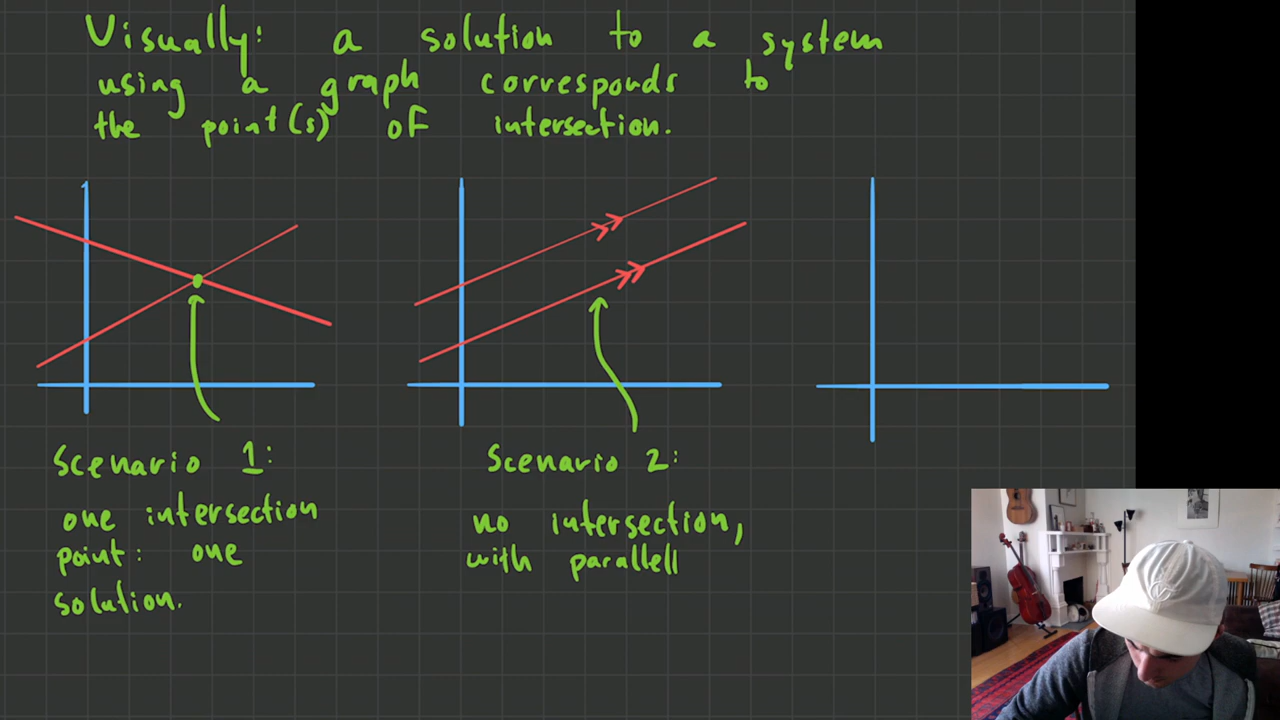 Visually: a solution to a system
using a graph corresponds to
the point(s) of intersection.
Scenario 1:
one intersection
point: one
solution.
Scenario 2:
no intersection,
with parallell